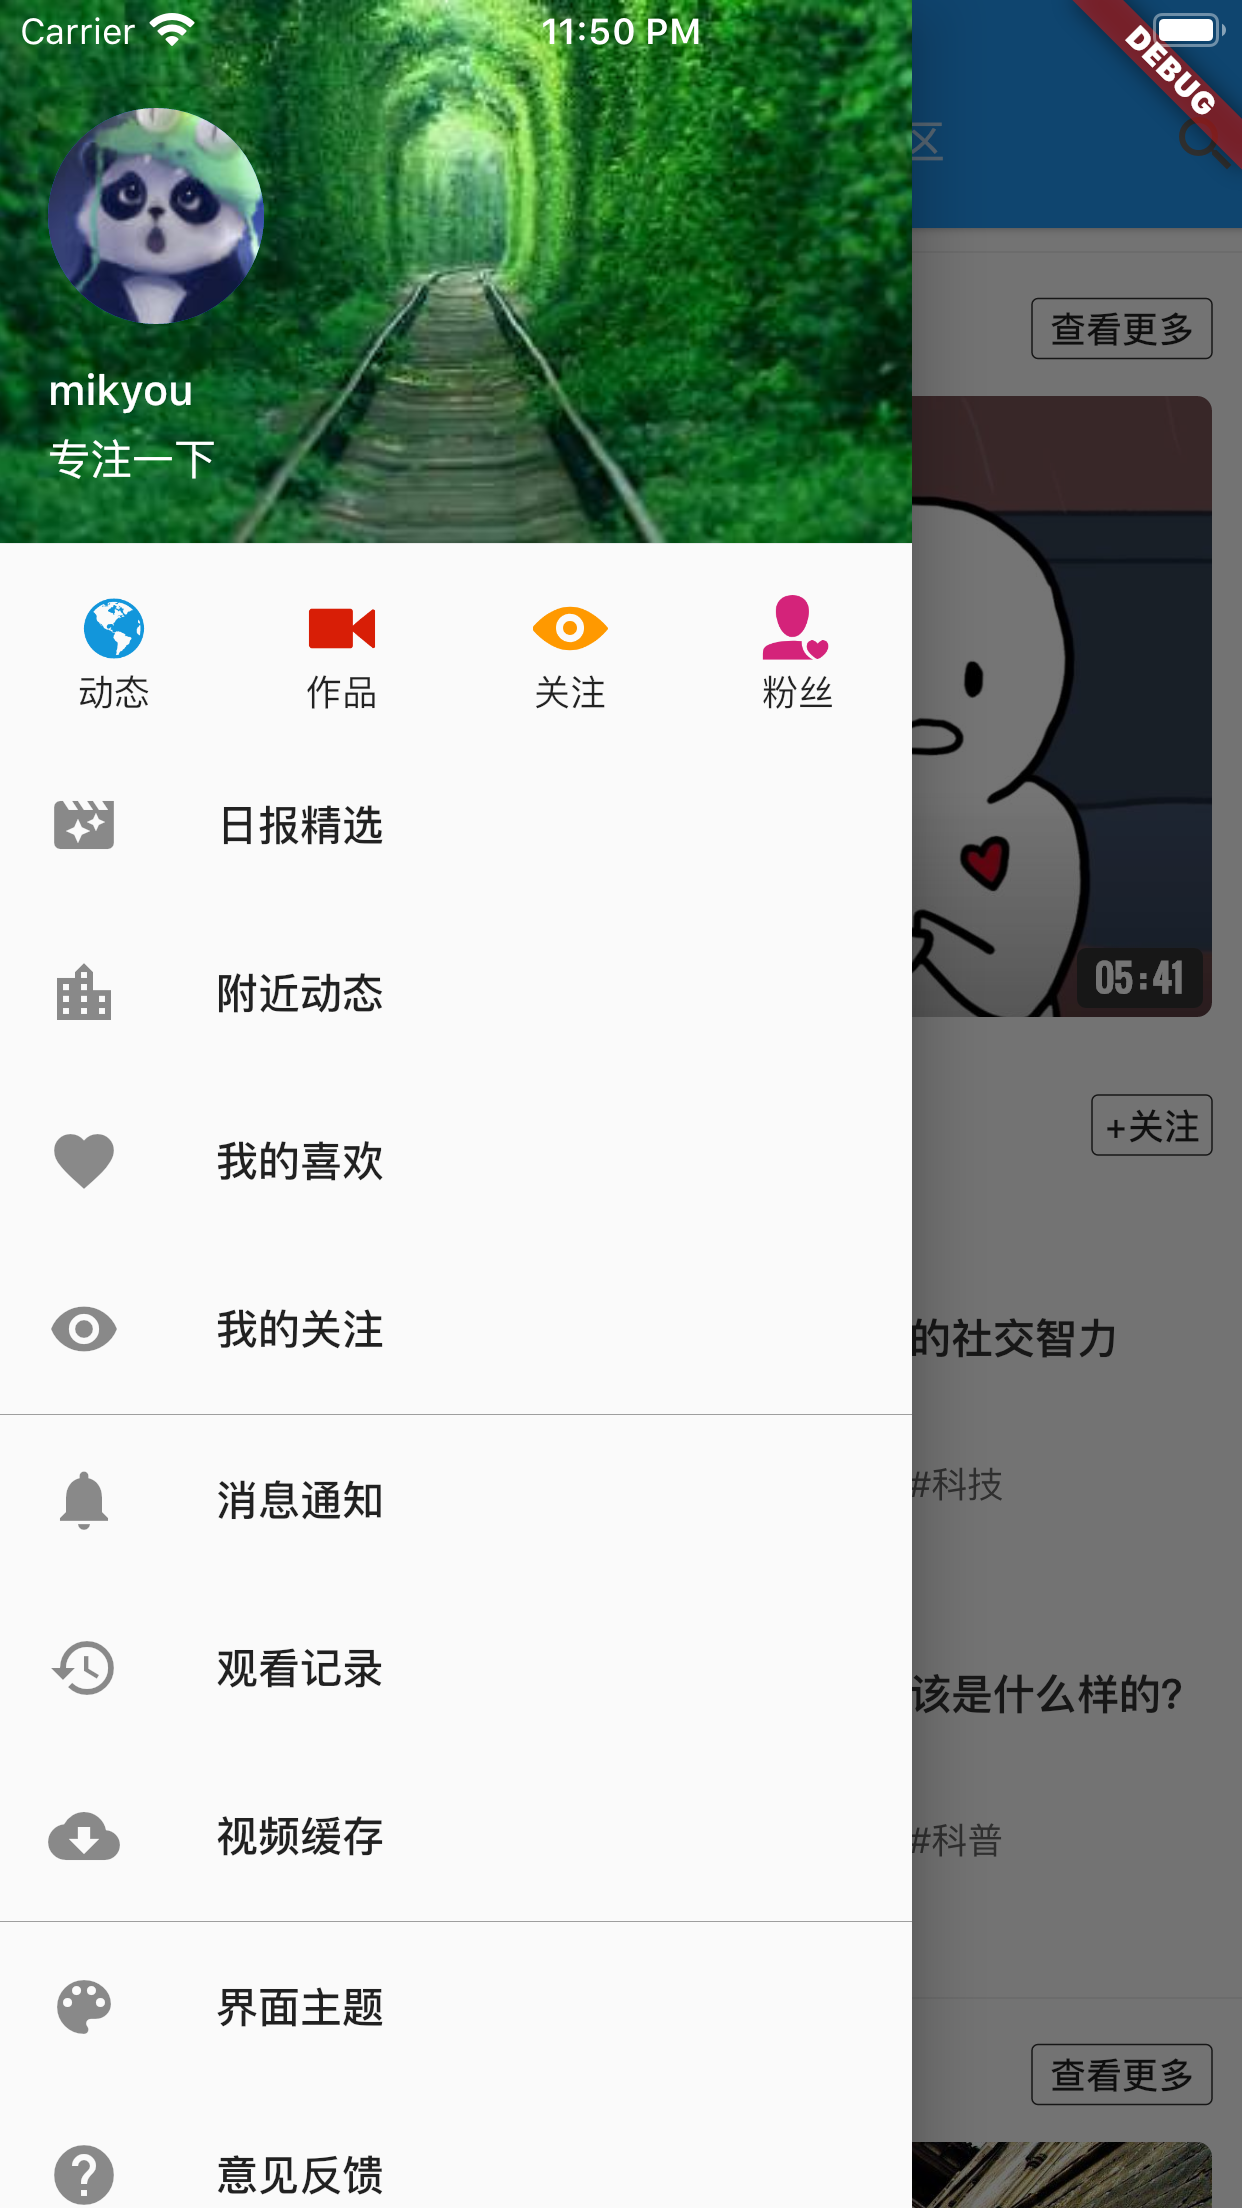 Carrier 11:50 PM
DEBUG
区
mikyou
专注一下
动态 作品 关注 粉丝
日报精选
附近动态
我的喜欢
我的关注
消息通知
观看记录
视频缓存
界面主题
意见反馈
查看更多
05:41
+关注
的社交智力
#科技
该是什么样的?
#科普
查看更多